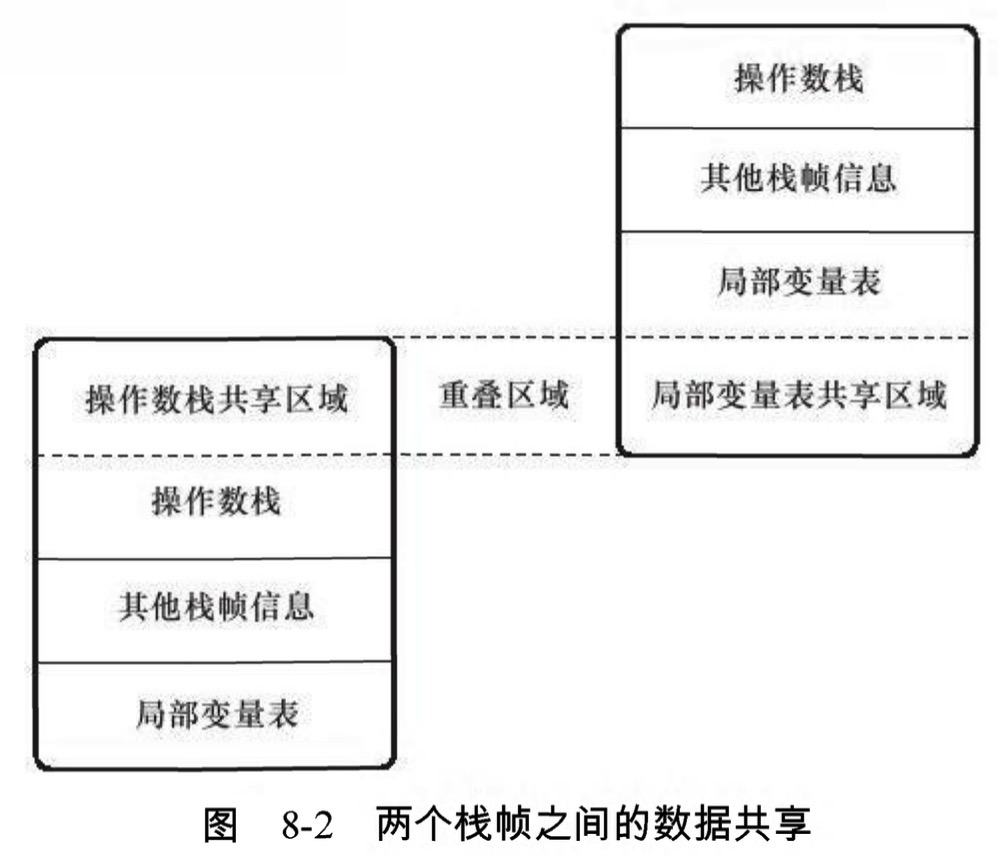 操作数栈
其他栈帧信息
局部变量表
操作数栈共享区域
重叠区域
局部变量表共享区域
操作数栈
其他栈帧信息
局部变量表
图 8-2 两个栈帧之间的数据共享